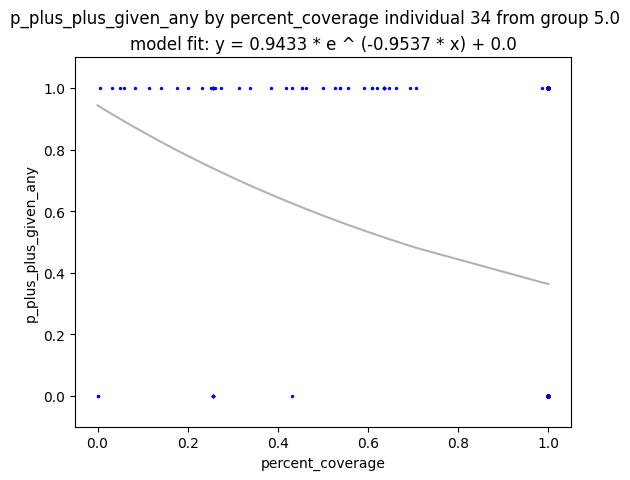 p_plus_plus_given_any by percent_coverage individual 34 from group 5.0
model fit: y = 0.9433 * e ^ (-0.9537 * x) + 0.0
1.0
0.8
0.6
0.4
0.2
0.0
p_plus_plus_given_any
0.0 0.2 0.4 0.6 0.8 1.0
percent_coverage